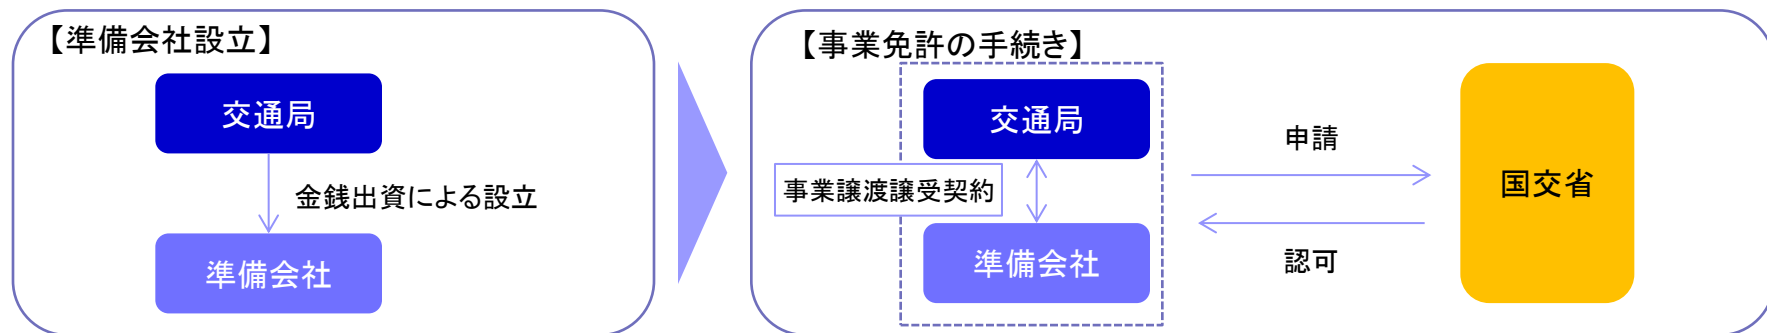 【準備会社設立】
交通局
金銭出資による設立
準備会社
【事業免許の手続き】
交通局
事業譲渡譲受契約
準備会社
申請
認可
国交省